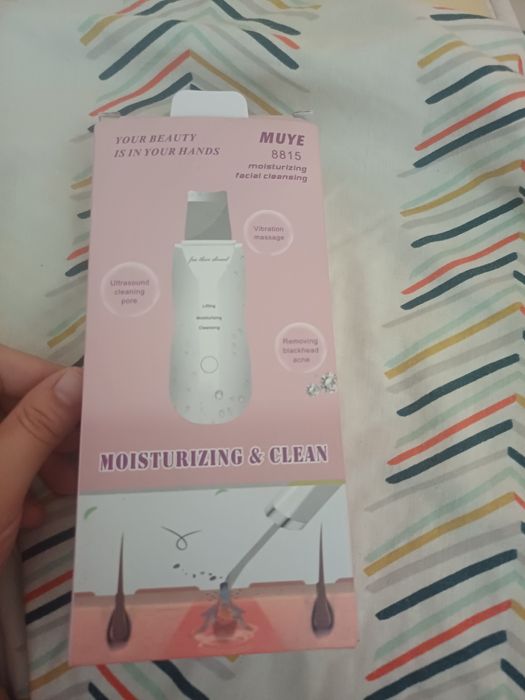 YOUR BEAUTY
IS IN YOUR HANDS
MUYE
8815
moisturizing
facial cleansing
Vibration
massage
Ultrasound
cleaning
pore
Lifting
Moisturizing
Cleansing
Removing
blackhead
acne
MOISTURIZING & CLEAN